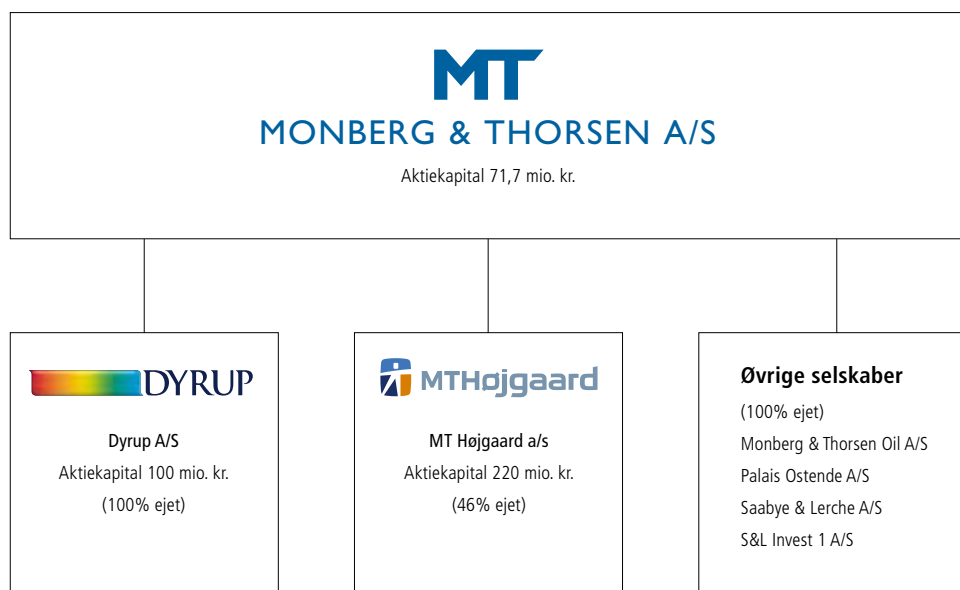 MT
MONBERG & THORSEN A/S
Aktiekapital 71,7 mio. kr.
DYRUP
Dyrup A/S
Aktiekapital 100 mio. kr.
(100% ejet)
MTHøjgaard
MT Højgaard a/s
Aktiekapital 220 mio. kr.
(46% ejet)
Øvrige selskaber
(100% ejet)
Monberg & Thorsen Oil A/S
Palais Ostende A/S
Saabye & Lerche A/S
S&L Invest 1 A/S